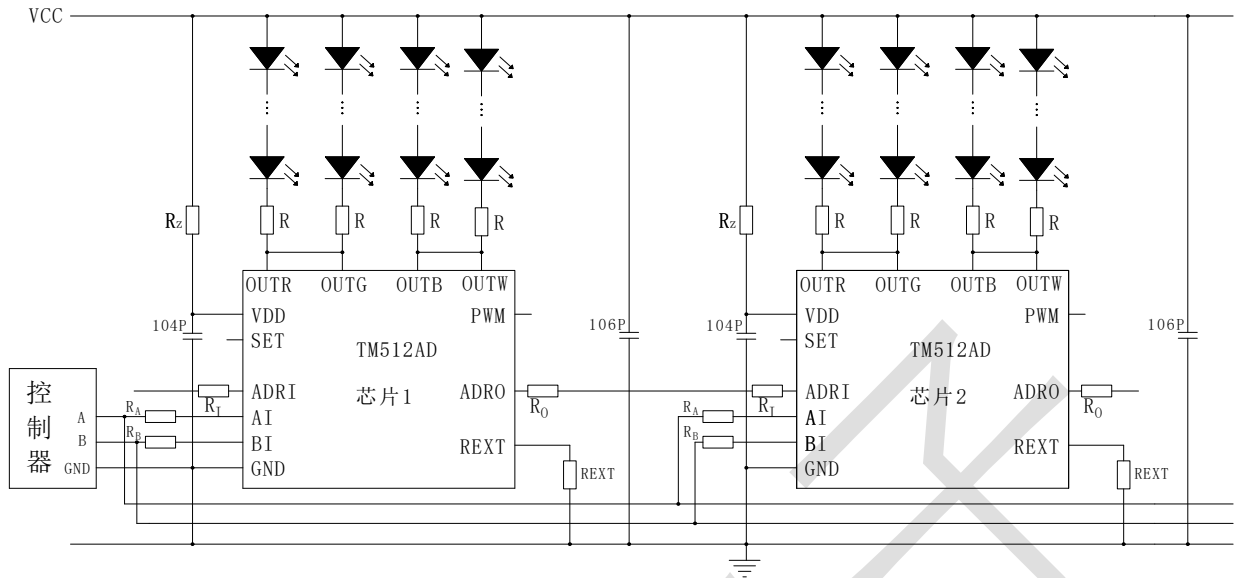 VCC
Rz R R R R Rz R R R R
OUTR OUTG OUTB OUTW OUTR OUTG OUTB OUTW
VDD PWM VDD PWM
104P 106P 104P 106P
SET SET
TM512AD TM512AD
ADRI 芯片1 ADRO ADRI 芯片2 ADRO
RI RO RI RO
控制器
A RA AI RA AI
B RB BI REXT RB BI REXT
GND GND REXT GND REXT